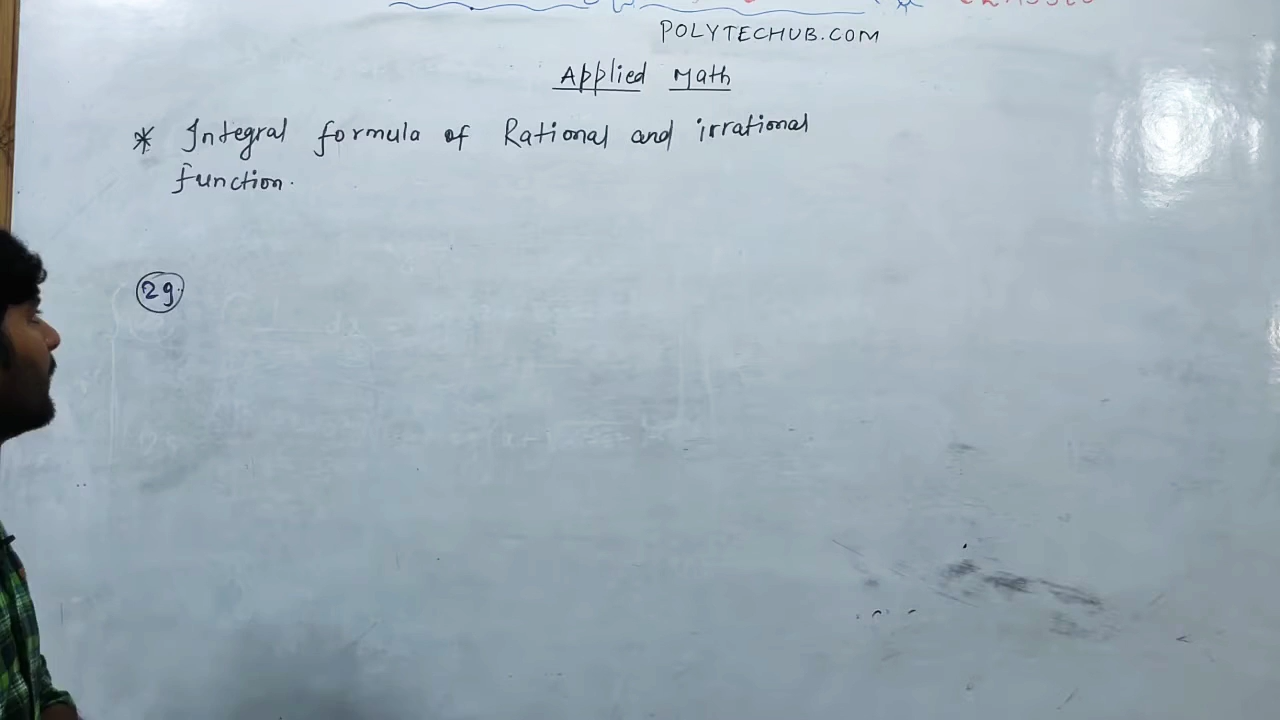 POLYTECHUB.COM
Applied Math
* Integral formula of Rational and irrational
function.
29.